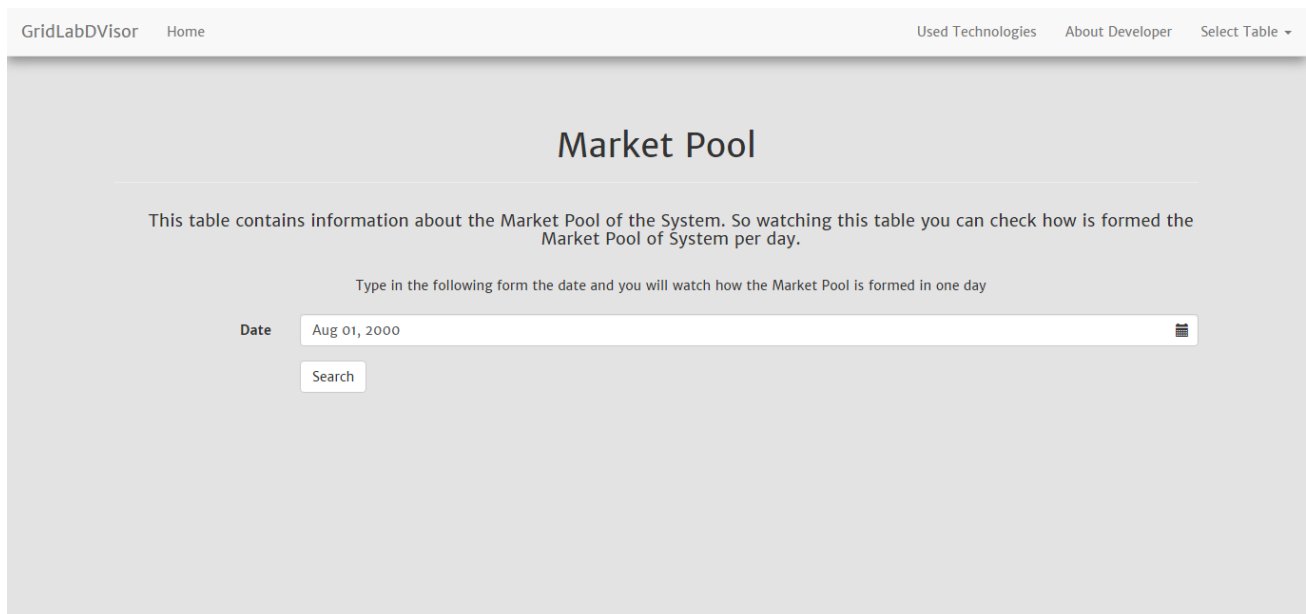 GridLabDVisor Home Used Technologies About Developer Select Table
Market Pool
This table contains information about the Market Pool of the System. So watching this table you can check how is formed the
Market Pool of System per day.
Type in the following form the date and you will watch how the Market Pool is formed in one day
Date Aug 01, 2000
Search